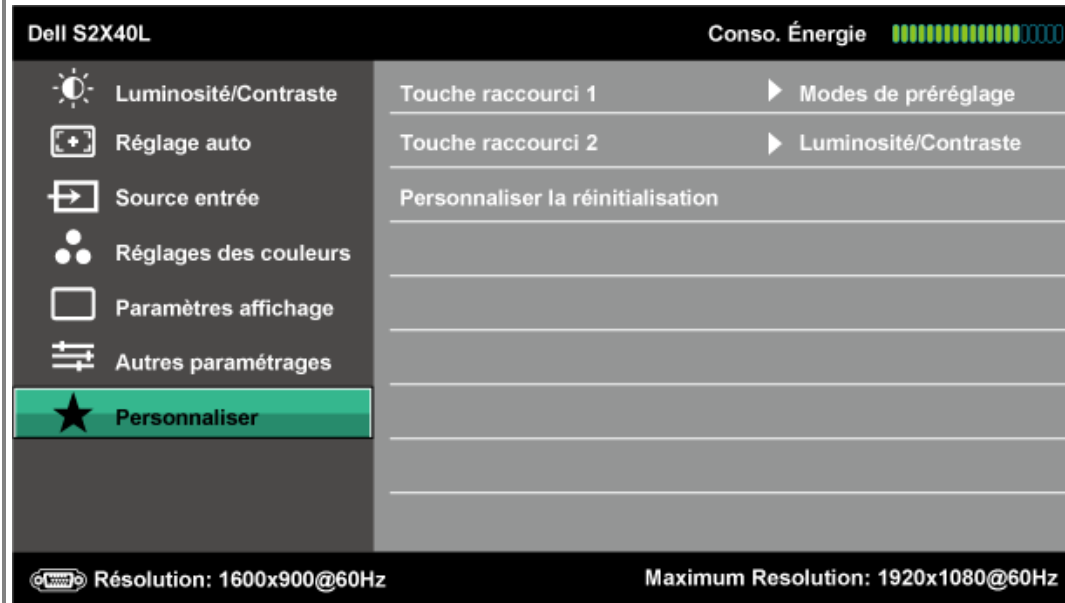 Dell S2X40L Conso. Énergie
Luminosité/Contraste Touche raccourci 1 Modes de préréglage
Réglage auto Touche raccourci 2 Luminosité/Contraste
Source entrée Personnaliser la réinitialisation
Réglages des couleurs
Paramètres affichage
Autres paramétrages
Personnaliser
Résolution: 1600x900@60Hz Maximum Resolution: 1920x1080@60Hz